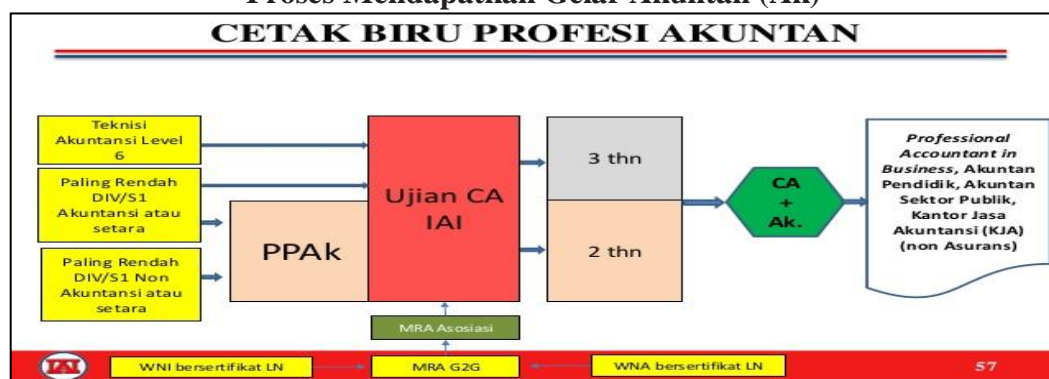 Proses Mendapatkan Gelar Akuntan (Ak)
CETAK BIRU PROFESI AKUNTAN
Teknisi
Akuntansi Level
6
Paling Rendah
DIV/S1
Akuntansi atau
setara
Paling Rendah
DIV/S1 Non
Akuntansi atau
setara
PPAk
Ujian CA
IAI
3 thn
2 thn
CA
+
Ak.
Professional
Accountant in
Business, Akuntan
Pendidik, Akuntan
Sektor Publik,
Kantor Jasa
Akuntansi (KJA)
(non Asurans)
MRA Asosiasi
IAI
WNI bersertifikat LN
MRA G2G
WNA bersertifikat LN
57